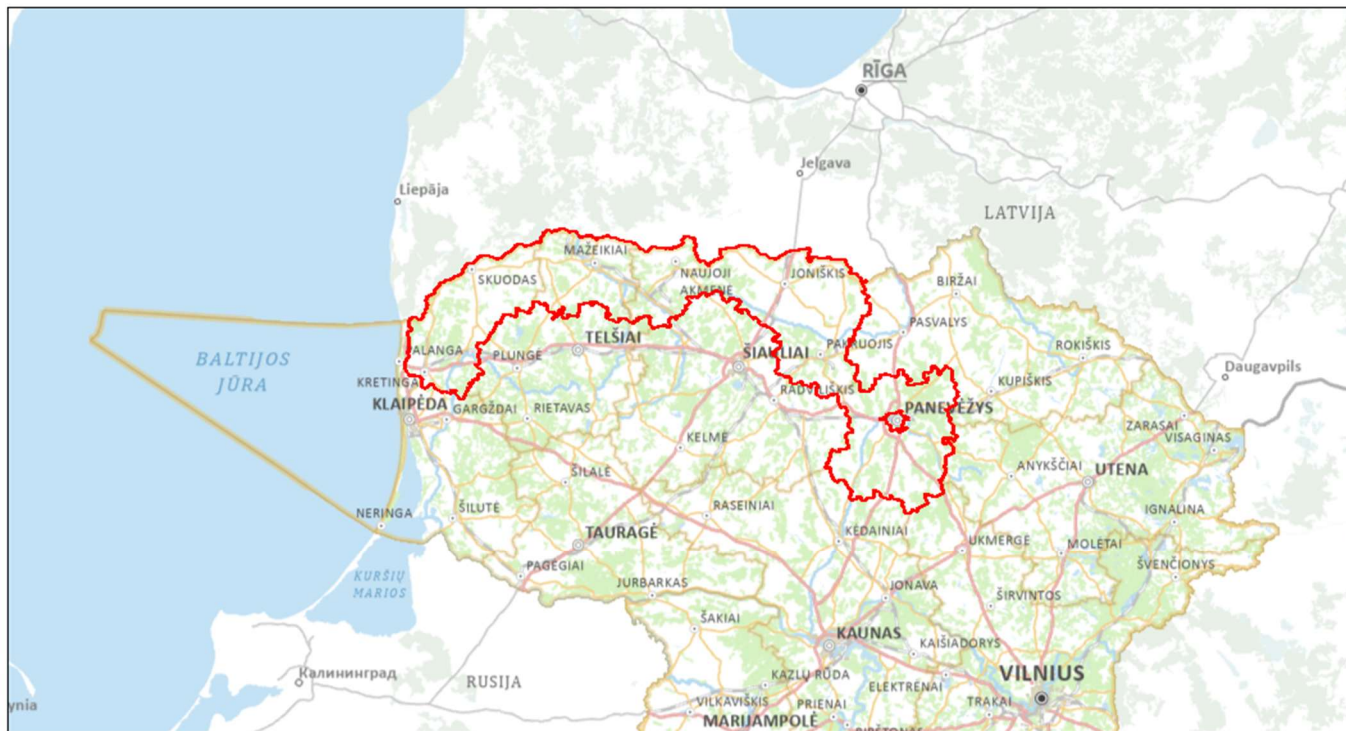 RĪGA
Jelgava
Liepāja
LATVIJA
MAŽEIKIAI
SKUODAS
NAUJOJI
AKMENĖ
JONIŠKIS
BIRŽAI
PASVALYS
BALTIJOS
JŪRA
PALANGA
PLUNGĖ
TELŠIAI
ŠIAULIAI
PAKRUOJIS
ROKIŠKIS
Daugavpils
KRETINGA
KUPIŠKIS
KLAIPĖDA
GARGŽDAI
RIETAVAS
RADVILIŠKIS
PANEVĖŽYS
ZARASAI
VISAGINAS
KELMĖ
ŠILALĖ
ANYKŠČIAI
UTENA
NERINGA
ŠILUTĖ
RASEINIAI
IGNALINA
TAURAGĖ
KĖDAINIAI
UKMERGĖ
MOLĖTAI
ŠVENČIONYS
KURŠIŲ
MARIOS
PAGĖGIAI
JURBARKAS
JONAVA
ŠIRVINTOS
ŠAKIAI
KAUNAS
KAIŠIADORYS
Калининград
RUSIJA
KAZLŲ RŪDA
ELEKTRĖNAI
VILNIUS
VILKAVIŠKIS
PRIENAI
TRAKAI
MARIJAMPOLĖ